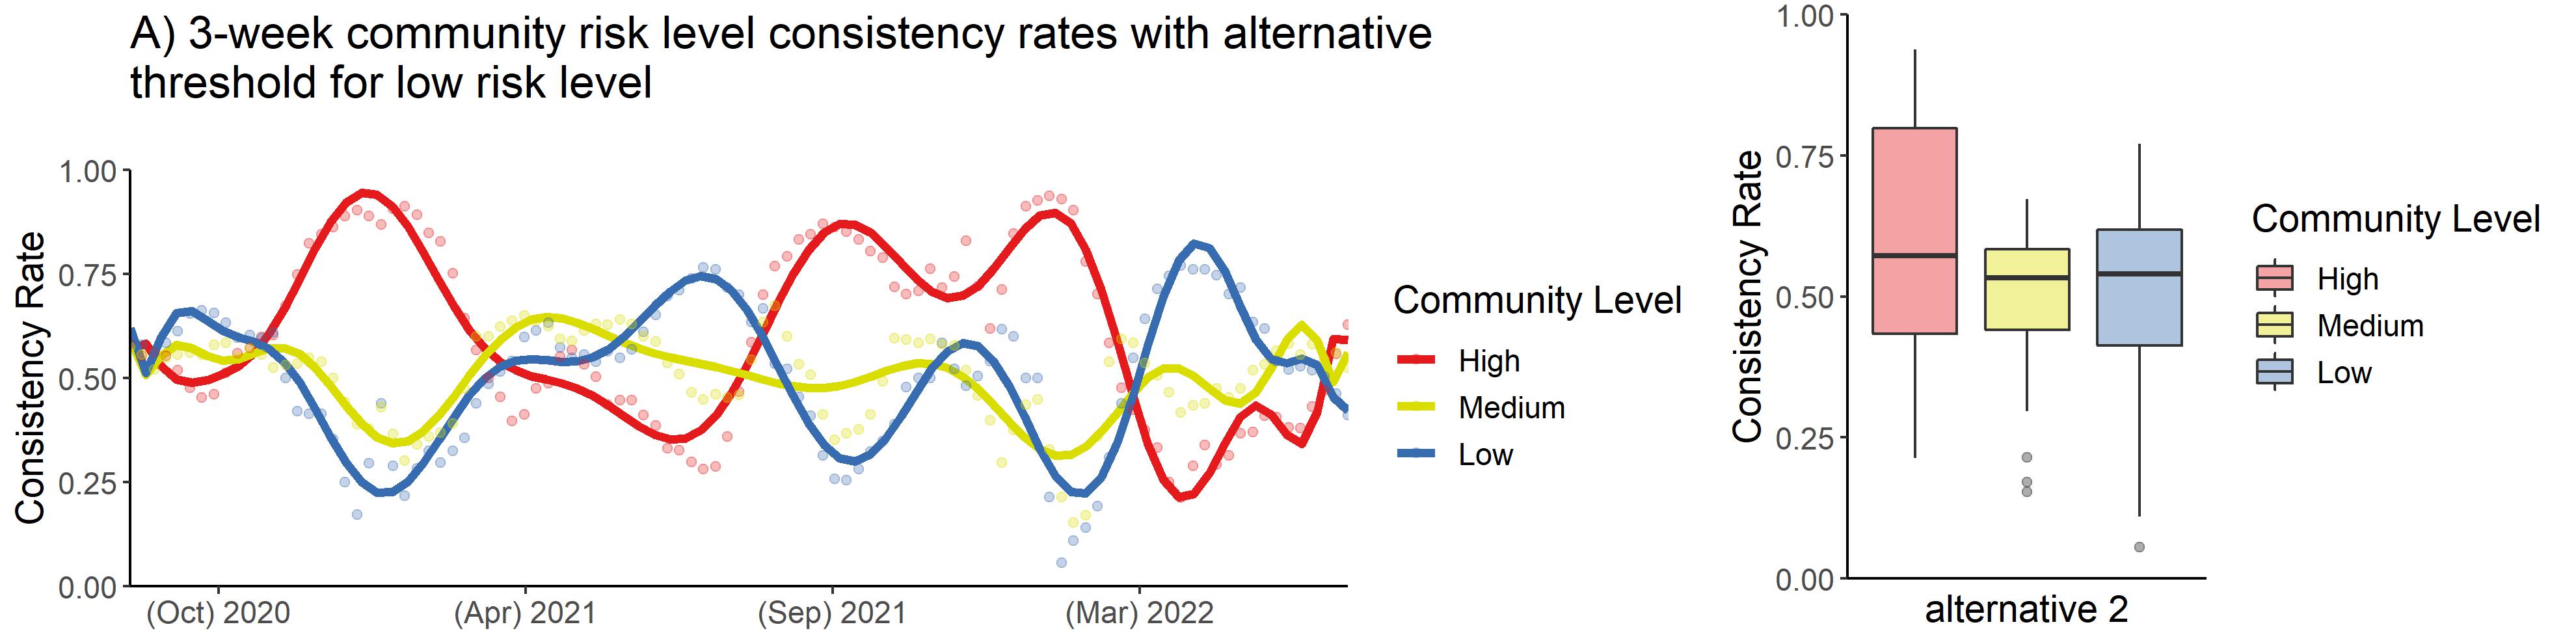 A) 3-week community risk level consistency rates with alternative
threshold for low risk level
Consistency Rate
1.00
0.75
0.50
0.25
0.00
(Oct) 2020
(Apr) 2021
(Sep) 2021
(Mar) 2022
Community Level
High
Medium
Low
Consistency Rate
1.00
0.75
0.50
0.25
0.00
alternative 2
Community Level
High
Medium
Low